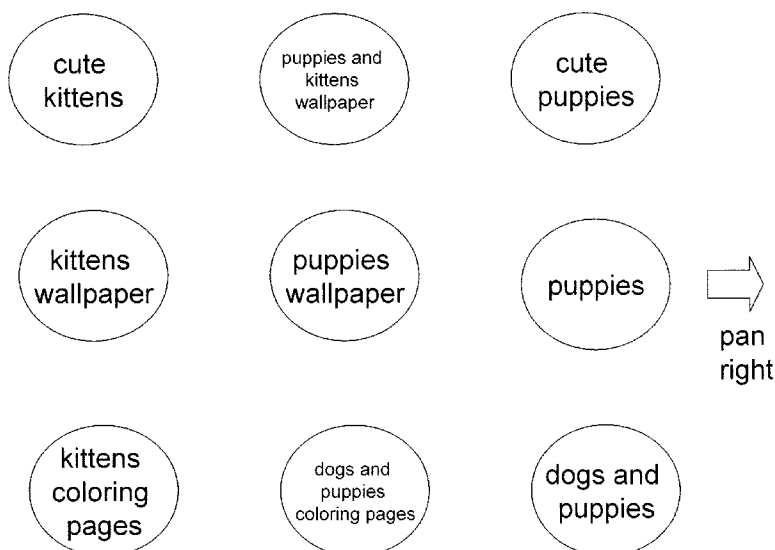 cute
kittens
puppies and
kittens
wallpaper
cute
puppies
kittens
wallpaper
puppies
wallpaper
puppies
pan
right
kittens
coloring
pages
dogs and
puppies
coloring pages
dogs and
puppies